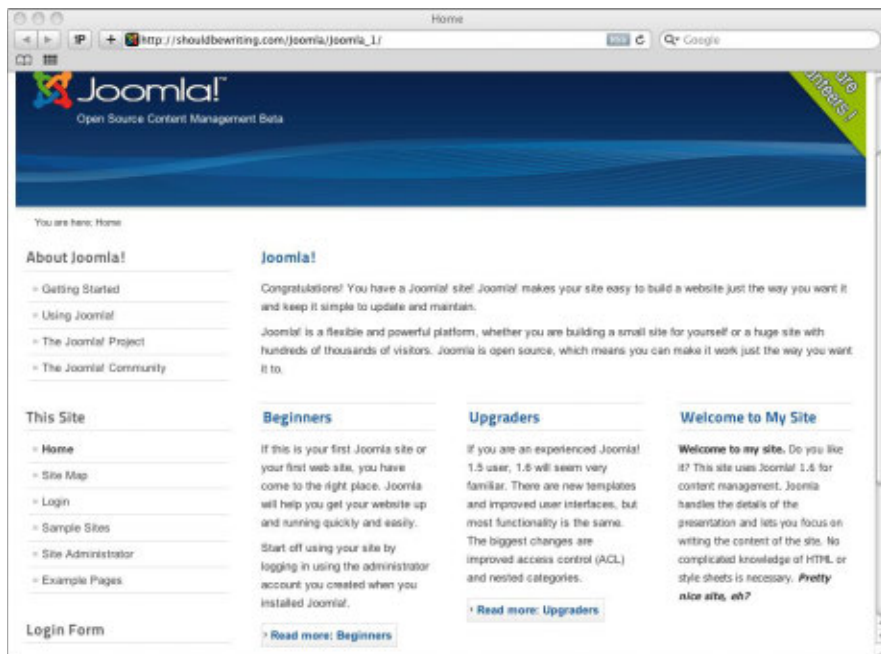 Home
http://shouldbewriting.com/joomla/joomla_1/
RSS
Google
Joomla!™
Open Source Content Management Beta
You are here: Home
About Joomla!
Getting Started
Using Joomla!
The Joomla! Project
The Joomla! Community
This Site
Home
Site Map
Login
Sample Sites
Site Administrator
Example Pages
Login Form
Joomla!
Congratulations! You have a Joomla! site! Joomla! makes your site easy to build a website just the way you want it
and keep it simple to update and maintain.
Joomla! is a flexible and powerful platform, whether you are building a small site for yourself or a huge site with
hundreds of thousands of visitors. Joomla is open source, which means you can make it work just the way you want
it to.
Beginners
If this is your first Joomla site or
your first web site, you have
come to the right place. Joomla
will help you get your website up
and running quickly and easily.
Start off using your site by
logging in using the administrator
account you created when you
installed Joomla!.
Read more: Beginners
Upgraders
If you are an experienced Joomla!
1.5 user, 1.6 will seem very
familiar. There are new templates
and improved user interfaces, but
most functionality is the same.
The biggest changes are
improved access control (ACL)
and nested categories.
Read more: Upgraders
Welcome to My Site
Welcome to my site. Do you like
it? This site uses Joomla! 1.6 for
content management. Joomla
handles the details of the
presentation and lets you focus on
writing the content of the site. No
complicated knowledge of HTML or
style sheets is necessary. Pretty
nice site, eh?